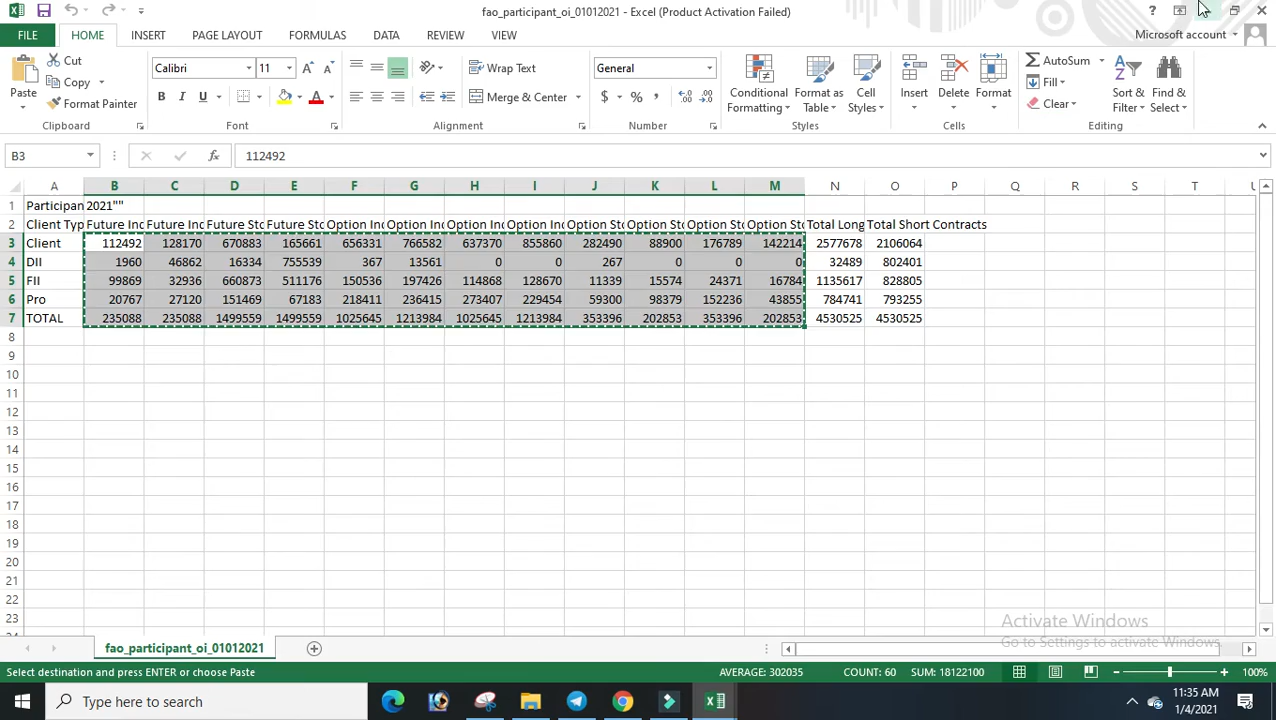 fao_participant_oi_01012021 - Excel (Product Activation Failed)
?
FILE HOME INSERT PAGE LAYOUT FORMULAS DATA REVIEW VIEW
Microsoft account
Paste
Cut
Copy
Format Painter
Calibri 11
B I U
Wrap Text
Merge & Center
General
$ % ,
Conditional Formatting
Format as Table
Cell Styles
Insert
Delete
Format
AutoSum
Fill
Clear
Sort & Filter
Find & Select
Clipboard Font Alignment Number Styles Cells Editing
B3 fx 112492
A B C D E F G H I J K L M N O P Q R S T U
1 Participan 2021""
2 Client Typ Future Inc Future Inc Future Sto Future Sto Option Inc Option Inc Option Inc Option Inc Option Sto Option Sto Option Sto Option Sto Total Long Total Short Contracts
3 Client 112492 128170 670883 165661 656331 766582 637370 855860 282490 88900 176789 142214 2577678 2106064
4 DII 1960 46862 16334 755539 367 13561 0 0 267 0 0 0 32489 802401
5 FII 99869 32936 660873 511176 150536 197426 114868 128670 11339 15574 24371 16784 1135617 828805
6 Pro 20767 27120 151469 67183 218411 236415 273407 229454 59300 98379 152236 43855 784741 793255
7 TOTAL 235088 235088 1499559 1499559 1025645 1213984 1025645 1213984 353396 202853 353396 202853 4530525 4530525
8
9
10
11
12
13
14
15
16
17
18
19
20
21
22
23
Activate Windows
Go to Settings to activate Windows.
fao_participant_oi_01012021
Select destination and press ENTER or choose Paste AVERAGE: 302035 COUNT: 60 SUM: 18122100 100%
Type here to search
11:35 AM
1/4/2021